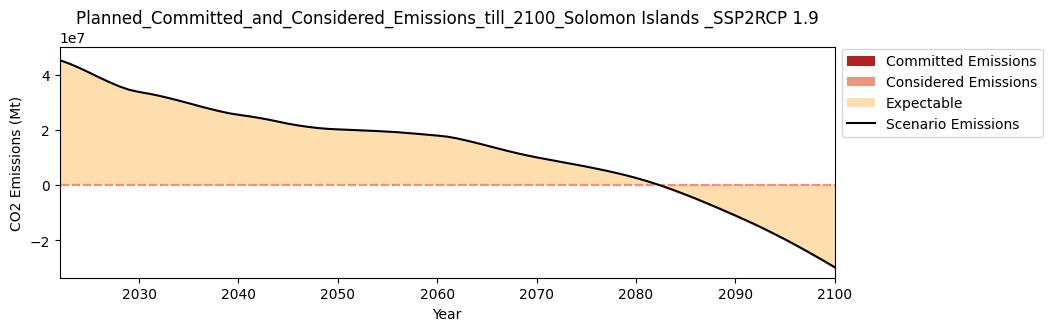 Planned_Committed_and_Considered_Emissions_till_2100_Solomon Islands _SSP2RCP 1.9
1e7
4
2
0
−2
CO2 Emissions (Mt)
2030 2040 2050 2060 2070 2080 2090 2100
Year
Committed Emissions
Considered Emissions
Expectable
Scenario Emissions